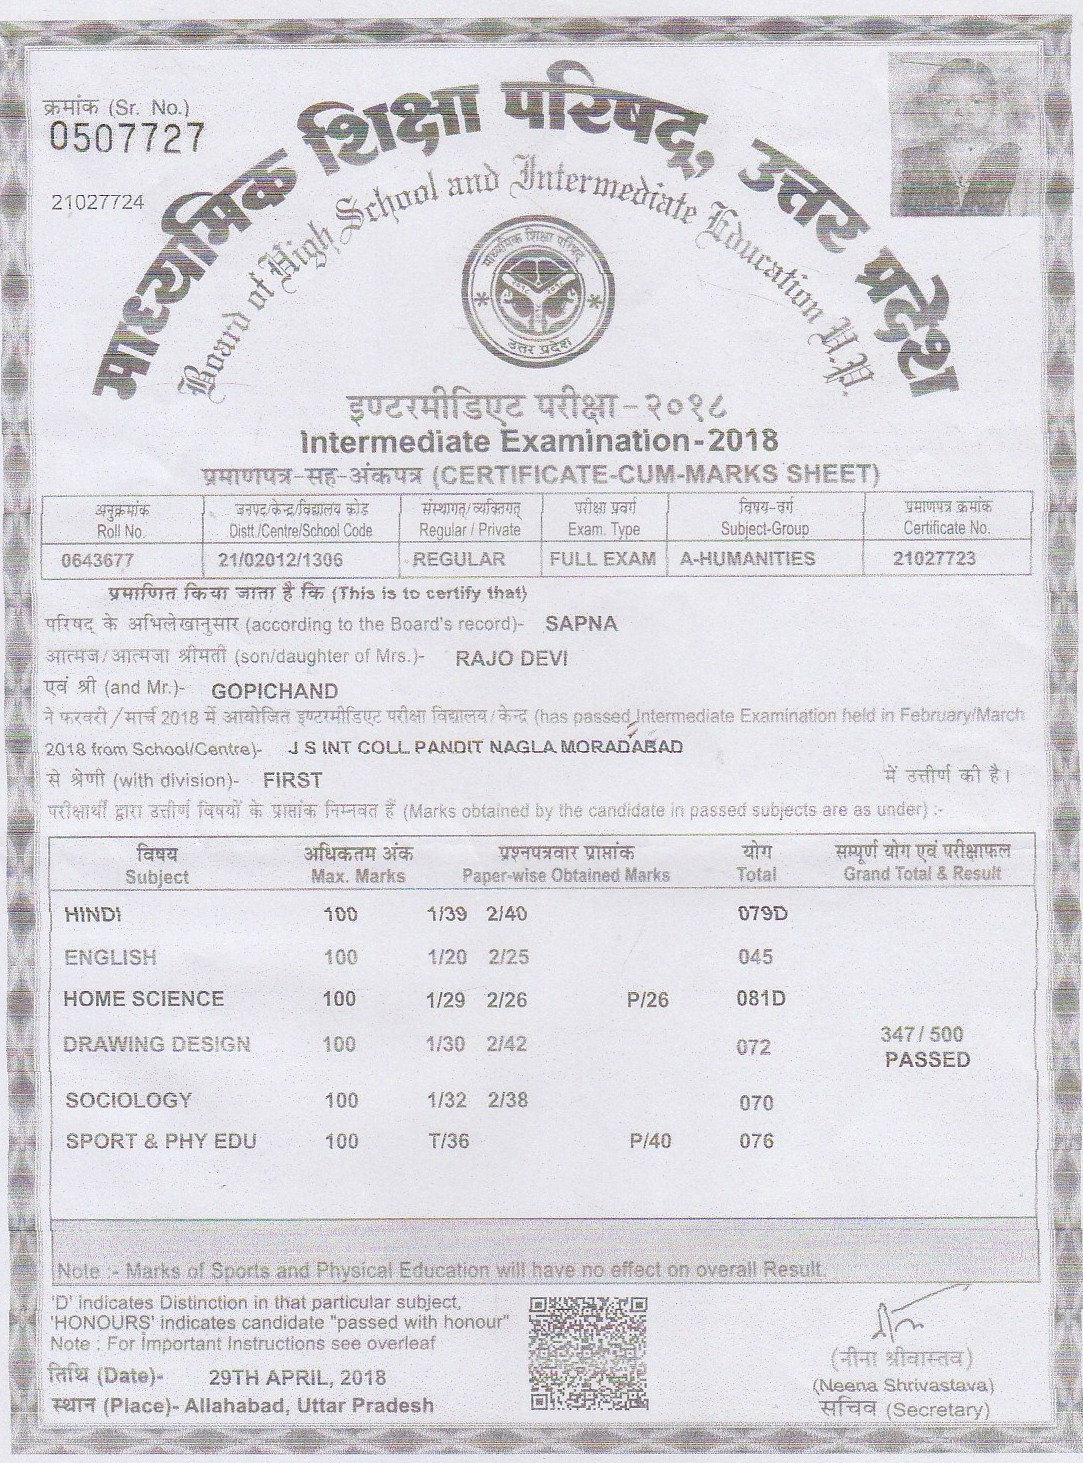 क्रमांक (Sr. No.)
0507727
21027724
माध्यमिक शिक्षा परिषद्, उत्तर प्रदेश
Board of High School and Intermediate Education U.P.
माध्यमिक शिक्षा परिषद
उत्तर प्रदेश
इण्टरमीडिएट परीक्षा-२०१८
Intermediate Examination-2018
प्रमाणपत्र-सह-अंकपत्र (CERTIFICATE-CUM-MARKS SHEET)
अनुक्रमांक जनपद/केन्द्र/विद्यालय कोड संस्थागत/व्यक्तिगत परीक्षा प्रवर्ग विषय-वर्ग प्रमाणपत्र क्रमांक
Roll No. Distt./Centre/School Code Regular / Private Exam. Type Subject-Group Certificate No.
0643677 21/02012/1306 REGULAR FULL EXAM A-HUMANITIES 21027723
प्रमाणित किया जाता है कि (This is to certify that)
परिषद के अभिलेखानुसार (according to the Board's record)- SAPNA
आत्मज/आत्मजा श्रीमती (son/daughter of Mrs.)- RAJO DEVI
एवं श्री (and Mr.)- GOPICHAND
ने फरवरी/मार्च 2018 में आयोजित इण्टरमीडिएट परीक्षा विद्यालय/केन्द्र (has passed Intermediate Examination held in February/March
2018 from School/Centre)- J S INT COLL PANDIT NAGLA MORADABAD
से श्रेणी (with division)- FIRST में उत्तीर्ण की है।
परीक्षार्थी द्वारा उत्तीर्ण विषयों के प्राप्तांक निम्नवत हैं (Marks obtained by the candidate in passed subjects are as under) :-
विषय अधिकतम अंक प्रश्नपत्रवार प्राप्तांक योग सम्पूर्ण योग एवं परीक्षाफल
Subject Max. Marks Paper-wise Obtained Marks Total Grand Total & Result
HINDI 100 1/39 2/40 079D
ENGLISH 100 1/20 2/25 045
HOME SCIENCE 100 1/29 2/26 P/26 081D
DRAWING DESIGN 100 1/30 2/42 072 347/500
PASSED
SOCIOLOGY 100 1/32 2/38 070
SPORT & PHY EDU 100 T/36 P/40 076
Note :- Marks of Sports and Physical Education will have no effect on overall Result.
'D' indicates Distinction in that particular subject,
'HONOURS' indicates candidate "passed with honour"
Note : For Important Instructions see overleaf
तिथि (Date)- 29TH APRIL, 2018
स्थान (Place)- Allahabad, Uttar Pradesh
(नीना श्रीवास्तव)
(Neena Shrivastava)
सचिव (Secretary)